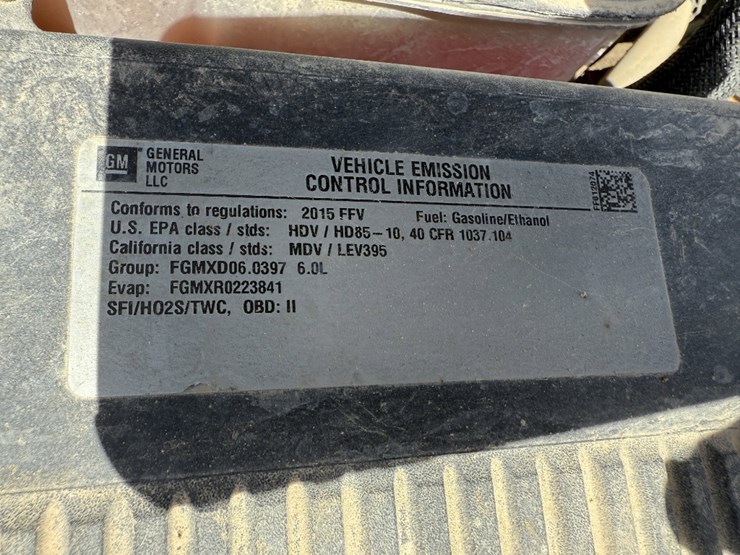 GM
GENERAL
MOTORS
LLC
VEHICLE EMISSION
CONTROL INFORMATION
Conforms to regulations: 2015 FFV Fuel: Gasoline/Ethanol
U.S. EPA class / stds: HDV / HD85-10, 40 CFR 1037.104
California class / stds: MDV / LEV395
Group: FGMXD06.0397 6.0L
Evap: FGMXR0223841
SFI/HO2S/TWC, OBD: II